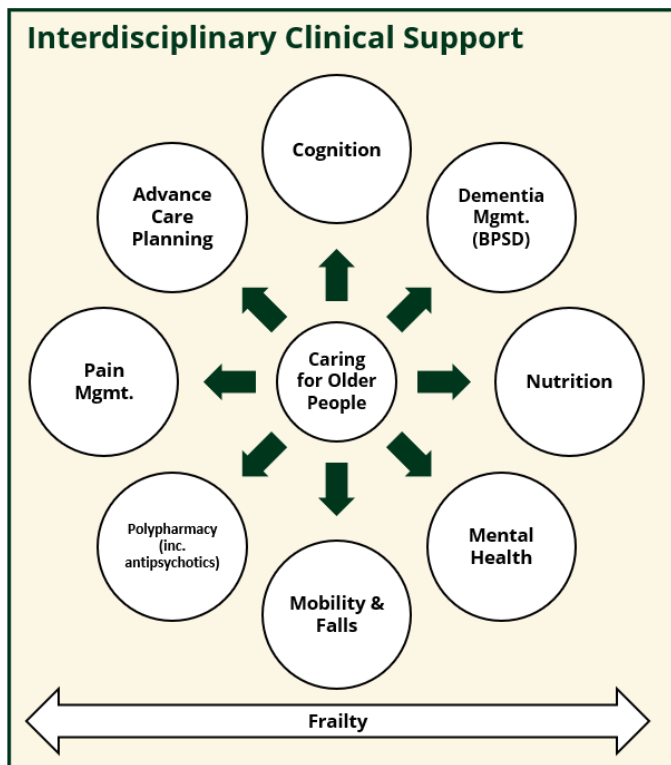 Interdisciplinary Clinical Support
Cognition
Advance
Care
Planning
Dementia
Mgmt.
(BPSD)
Pain
Mgmt.
Caring
for Older
People
Nutrition
Polypharmacy
(inc.
antipsychotics)
Mental
Health
Mobility &
Falls
Frailty